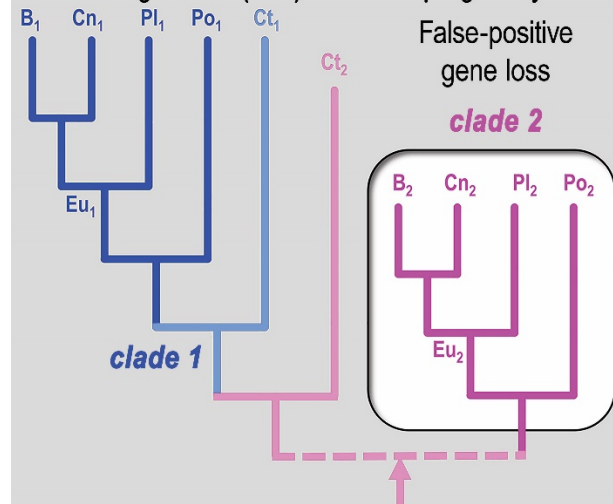 B₁ Cn₁ Pl₁ Po₁ Ct₁
Ct₂
False-positive
gene loss
clade 2
B₂ Cn₂ Pl₂ Po₂
Eu₁
Eu₂
clade 1